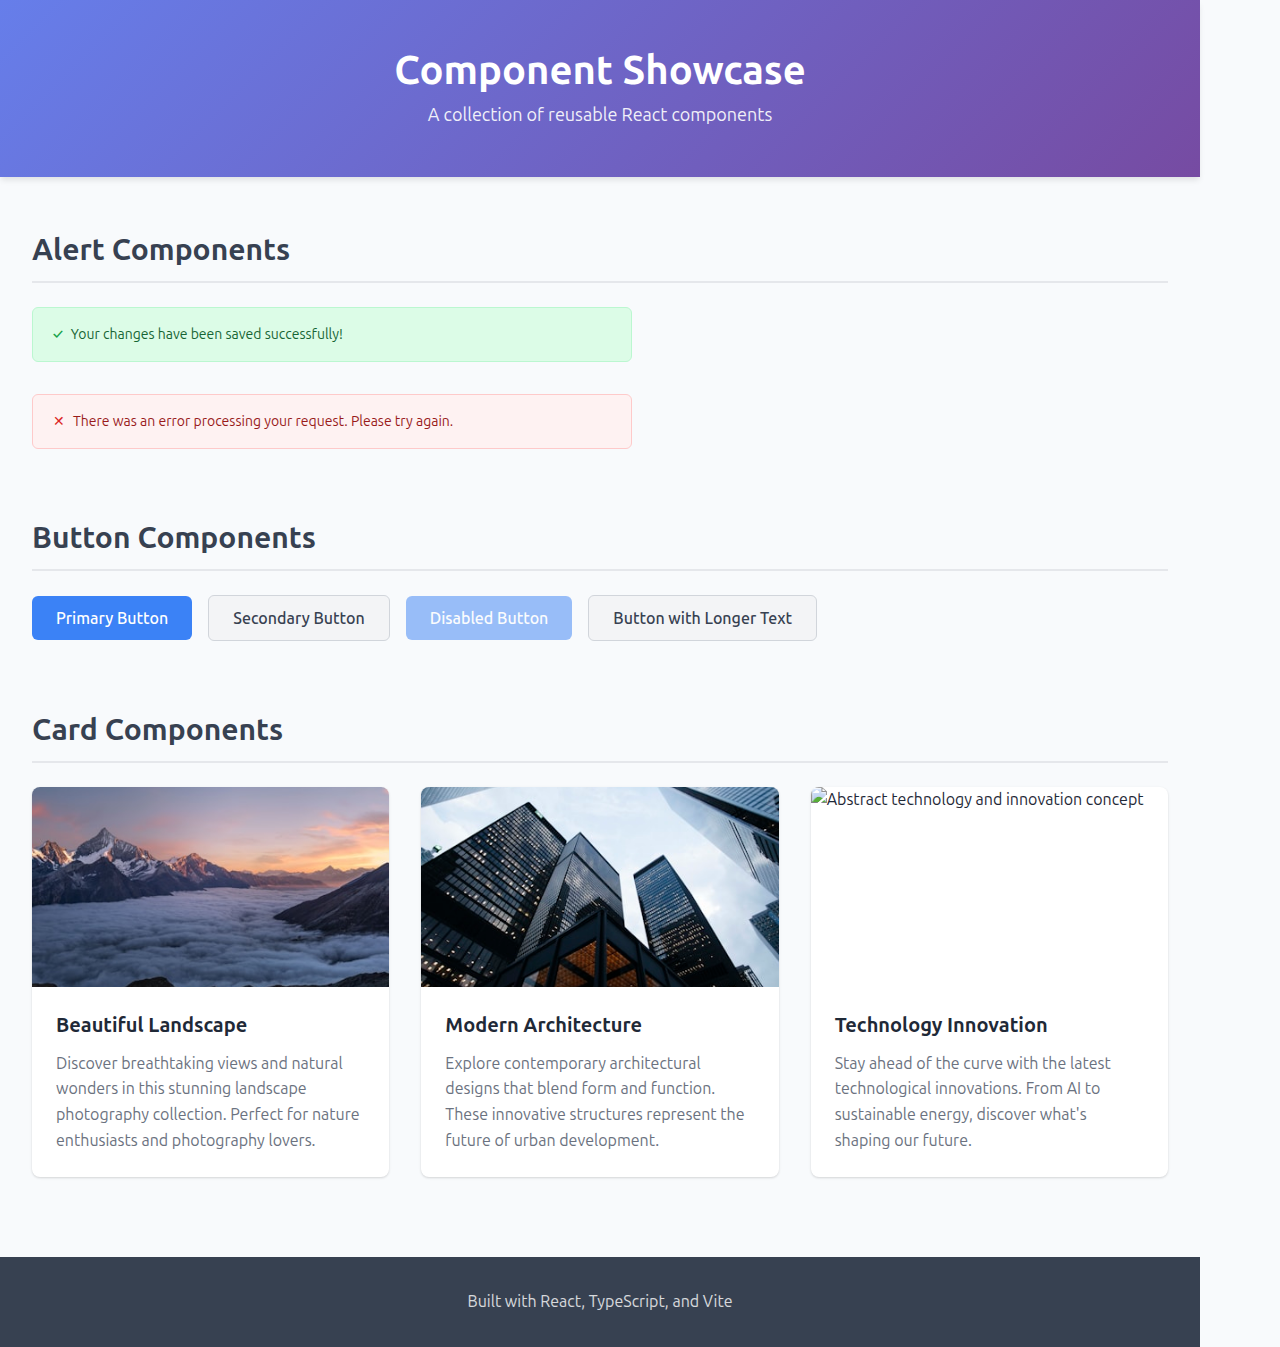 Component Showcase
A collection of reusable React components
Alert Components
✓ Your changes have been saved successfully!
✕ There was an error processing your request. Please try again.
Button Components
Primary Button
Secondary Button
Disabled Button
Button with Longer Text
Card Components
Abstract technology and innovation concept
Beautiful Landscape
Discover breathtaking views and natural
wonders in this stunning landscape
photography collection. Perfect for nature
enthusiasts and photography lovers.
Modern Architecture
Explore contemporary architectural
designs that blend form and function.
These innovative structures represent the
future of urban development.
Technology Innovation
Stay ahead of the curve with the latest
technological innovations. From AI to
sustainable energy, discover what's
shaping our future.
Built with React, TypeScript, and Vite